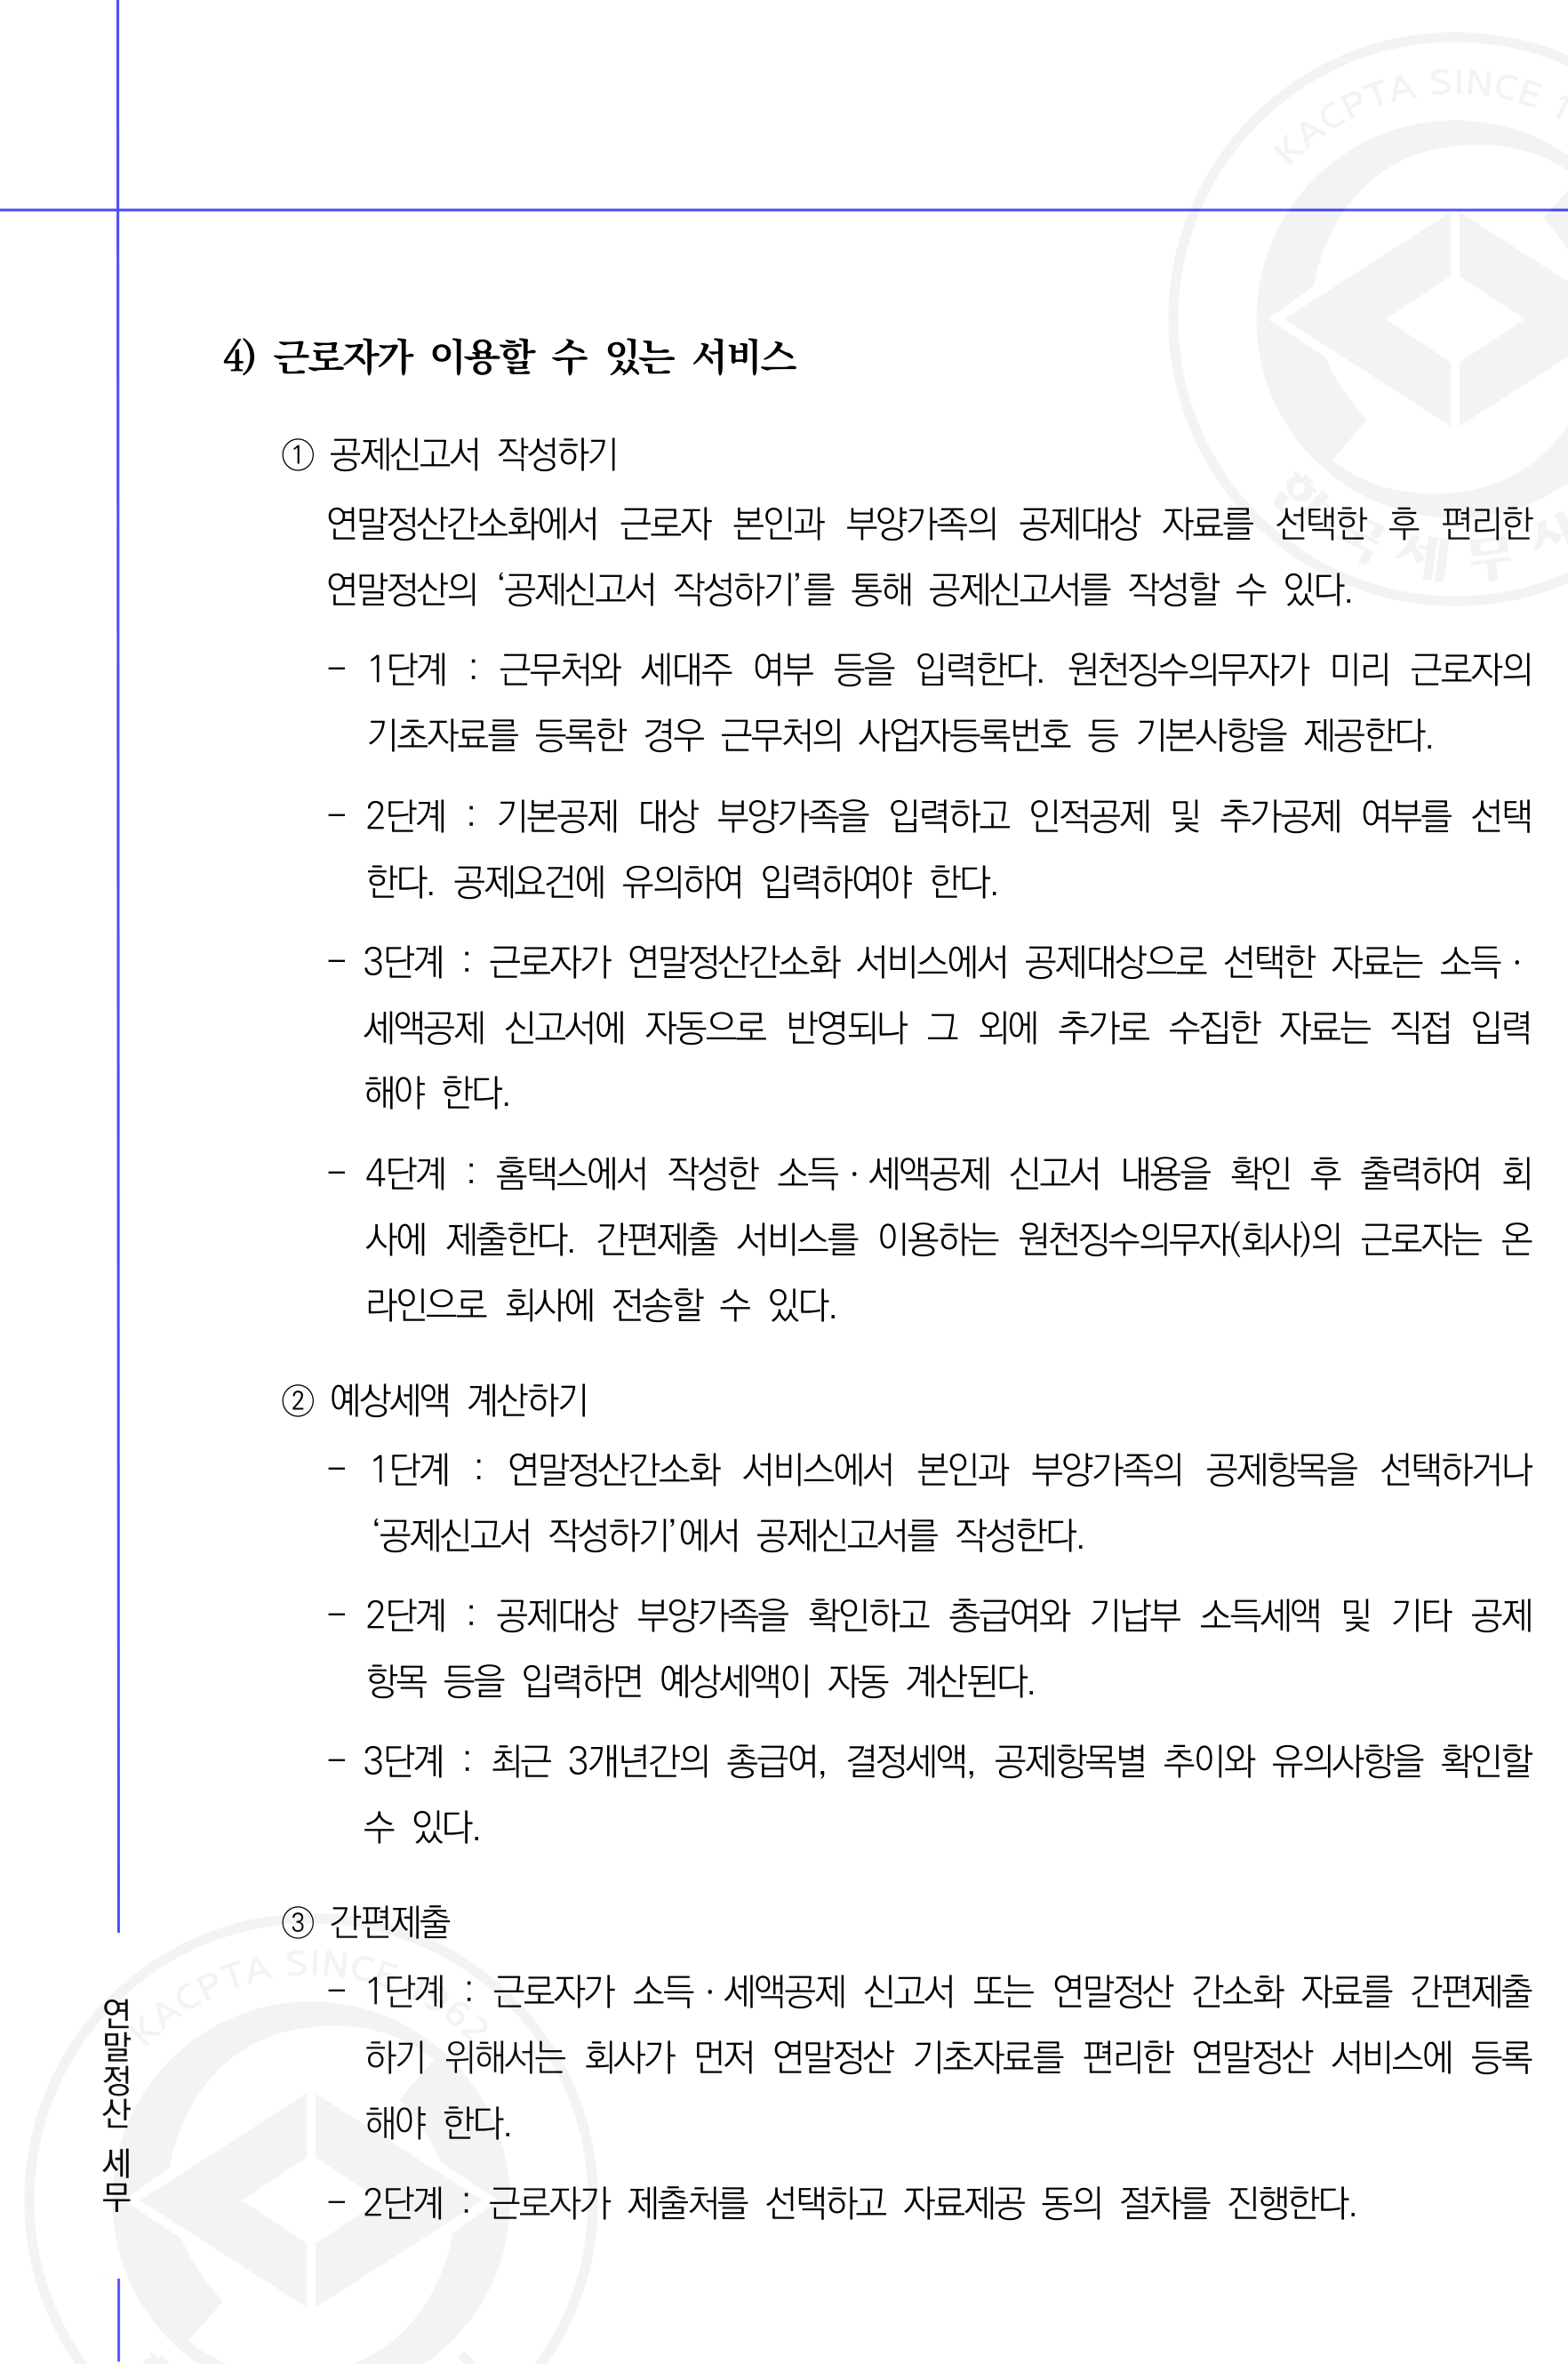 KACPTA SINCE 1
한국세무사
4) 근로자가 이용할 수 있는 서비스
① 공제신고서 작성하기
연말정산간소화에서 근로자 본인과 부양가족의 공제대상 자료를 선택한 후 편리한
연말정산의 ‘공제신고서 작성하기’를 통해 공제신고서를 작성할 수 있다.
- 1단계 : 근무처와 세대주 여부 등을 입력한다. 원천징수의무자가 미리 근로자의
기초자료를 등록한 경우 근무처의 사업자등록번호 등 기본사항을 제공한다.
- 2단계 : 기본공제 대상 부양가족을 입력하고 인적공제 및 추가공제 여부를 선택
한다. 공제요건에 유의하여 입력하여야 한다.
- 3단계 : 근로자가 연말정산간소화 서비스에서 공제대상으로 선택한 자료는 소득·
세액공제 신고서에 자동으로 반영되나 그 외에 추가로 수집한 자료는 직접 입력
해야 한다.
- 4단계 : 홈택스에서 작성한 소득·세액공제 신고서 내용을 확인 후 출력하여 회
사에 제출한다. 간편제출 서비스를 이용하는 원천징수의무자(회사)의 근로자는 온
라인으로 회사에 전송할 수 있다.
② 예상세액 계산하기
- 1단계 : 연말정산간소화 서비스에서 본인과 부양가족의 공제항목을 선택하거나
‘공제신고서 작성하기’에서 공제신고서를 작성한다.
- 2단계 : 공제대상 부양가족을 확인하고 총급여와 기납부 소득세액 및 기타 공제
항목 등을 입력하면 예상세액이 자동 계산된다.
- 3단계 : 최근 3개년간의 총급여, 결정세액, 공제항목별 추이와 유의사항을 확인할
수 있다.
③ 간편제출
- 1단계 : 근로자가 소득·세액공제 신고서 또는 연말정산 간소화 자료를 간편제출
하기 위해서는 회사가 먼저 연말정산 기초자료를 편리한 연말정산 서비스에 등록
해야 한다.
- 2단계 : 근로자가 제출처를 선택하고 자료제공 동의 절차를 진행한다.
연말정산 세무
KACPTA SINCE 1962